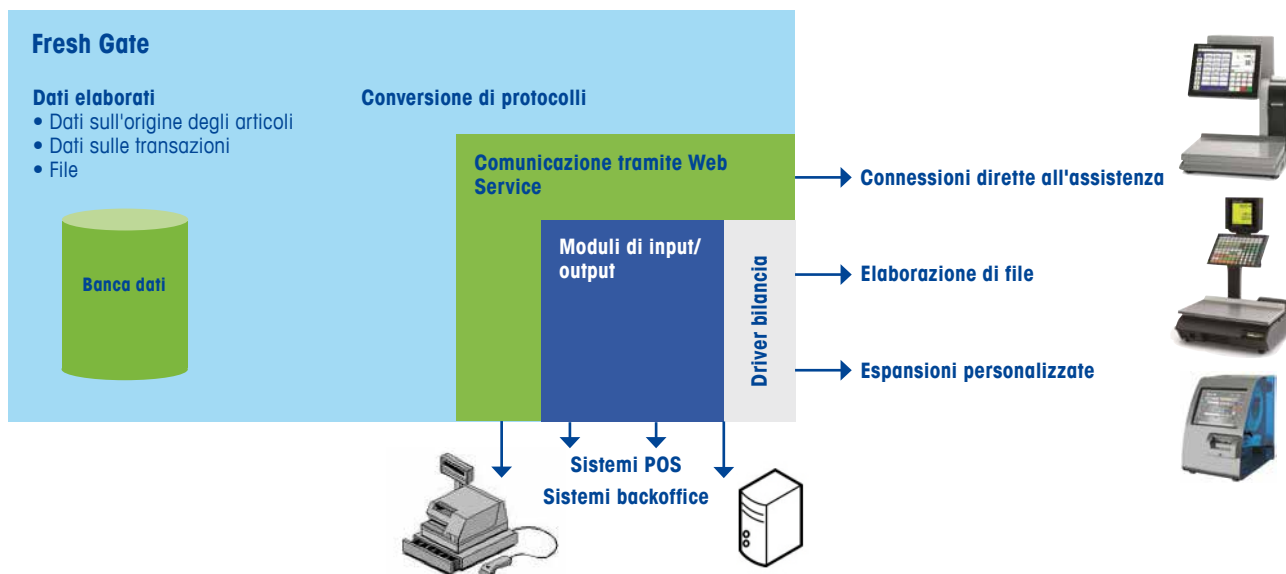 Fresh Gate
Dati elaborati
• Dati sull'origine degli articoli
• Dati sulle transazioni
• File
Banca dati
Conversione di protocolli
Comunicazione tramite Web
Service
Moduli di input/
output
Driver bilancia
Connessioni dirette all'assistenza
Elaborazione di file
Espansioni personalizzate
Sistemi POS
Sistemi backoffice